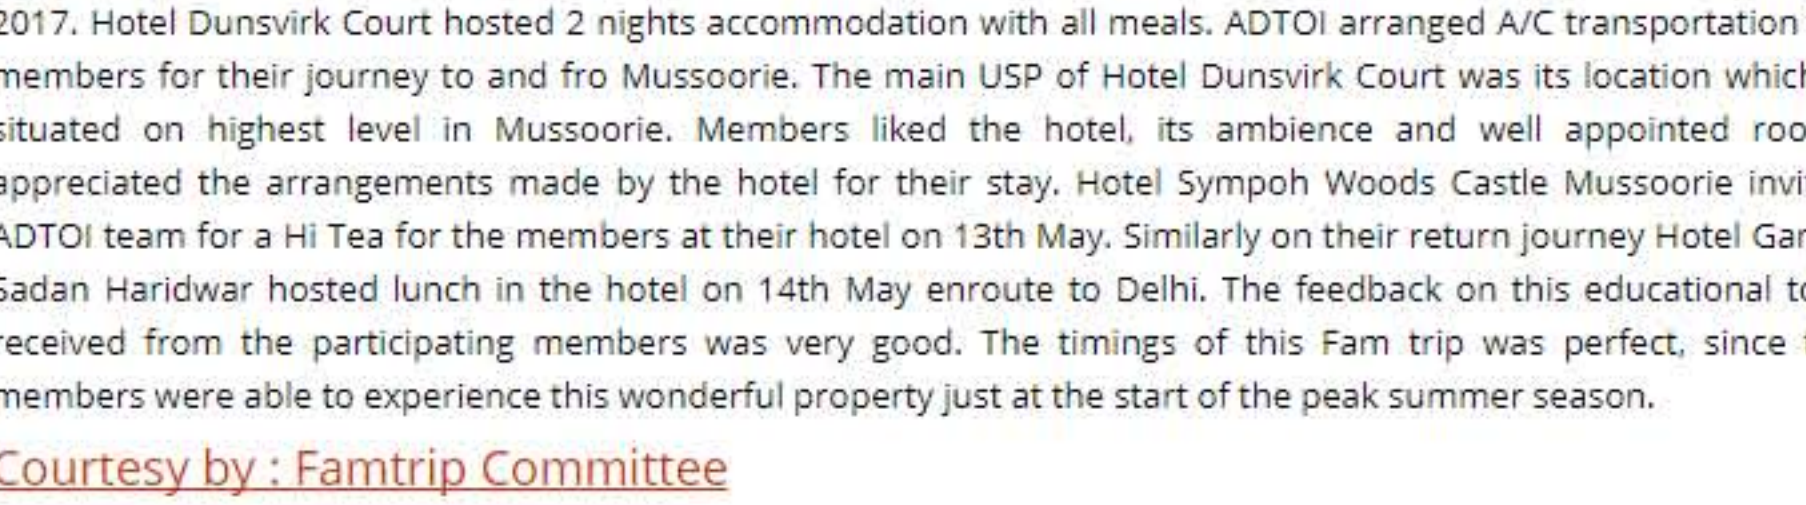 2017. Hotel Dunsvirk Court hosted 2 nights accommodation with all meals. ADTOI arranged A/C transportation
members for their journey to and fro Mussoorie. The main USP of Hotel Dunsvirk Court was its location which
situated on highest level in Mussoorie. Members liked the hotel, its ambience and well appointed
appreciated the arrangements made by the hotel for their stay. Hotel Sympoh Woods Castle Mussoorie
ADTOI team for a Hi Tea for the members at their hotel on 13th May. Similarly on their return journey Hotel
Sadan Haridwar hosted lunch in the hotel on 14th May enroute to Delhi. The feedback on this educational
received from the participating members was very good. The timings of this Fam trip was perfect, since
members were able to experience this wonderful property just at the start of the peak summer season.
Courtesy by : Famtrip Committee